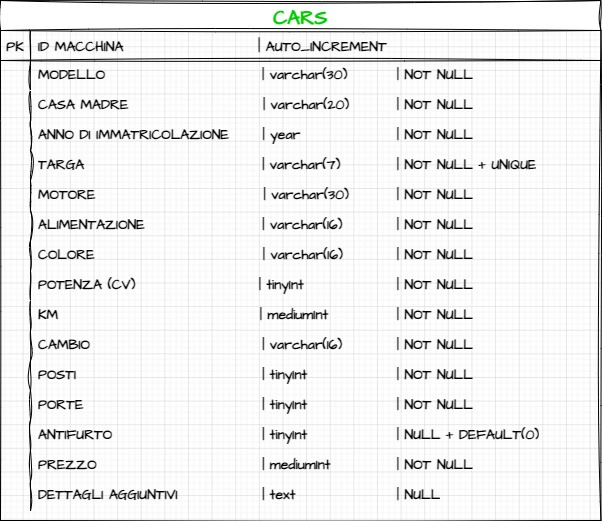 CARS
PK ID MACCHINA | AUTO_INCREMENT
MODELLO | varchar(30) | NOT NULL
CASA MADRE | varchar(20) | NOT NULL
ANNO DI IMMATRICOLAZIONE | year | NOT NULL
TARGA | varchar(7) | NOT NULL + UNIQUE
MOTORE | varchar(30) | NOT NULL
ALIMENTAZIONE | varchar(16) | NOT NULL
COLORE | varchar(16) | NOT NULL
POTENZA (CV) | tinyint | NOT NULL
KM | mediumint | NOT NULL
CAMBIO | varchar(16) | NOT NULL
POSTI | tinyint | NOT NULL
PORTE | tinyint | NOT NULL
ANTIFURTO | tinyint | NULL + DEFAULT(0)
PREZZO | mediumint | NOT NULL
DETTAGLI AGGIUNTIVI | text | NULL